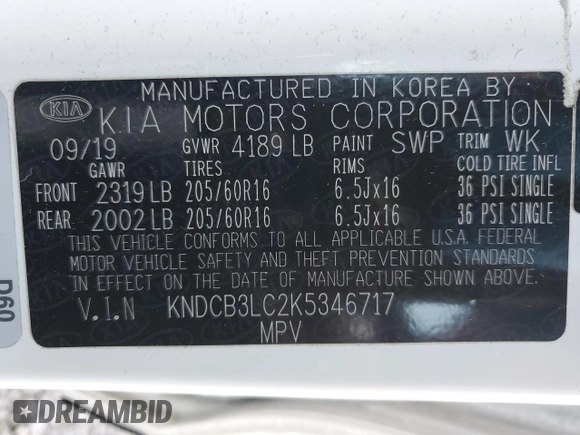 MANUFACTURED IN KOREA BY
KIA KIA MOTORS CORPORATION
09/19 GVWR 4189 LB PAINT SWP TRIM WK
GAWR TIRES RIMS COLD TIRE INFL
FRONT 2319 LB 205/60R16 6.5Jx16 36 PSI SINGLE
REAR 2002 LB 205/60R16 6.5Jx16 36 PSI SINGLE
THIS VEHICLE CONFORMS TO ALL APPLICABLE U.S.A. FEDERAL
MOTOR VEHICLE SAFETY AND THEFT PREVENTION STANDARDS
IN EFFECT ON THE DATE OF MANUFACTURE SHOWN ABOVE.
V.I.N KNDCB3LC2K5346717
MPV
D60
DREAMBID